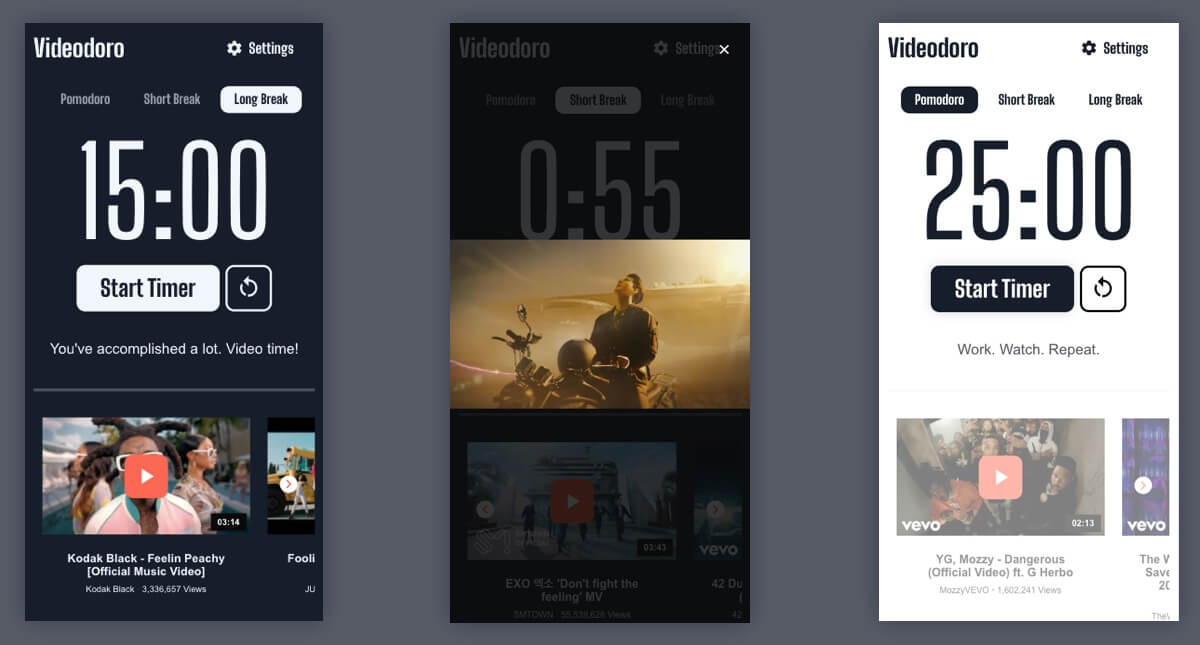 Videodoro
Settings
Pomodoro
Short Break
Long Break
15:00
Start Timer
You've accomplished a lot. Video time!
03:14
Kodak Black - Feelin Peachy
[Official Music Video]
Kodak Black 3,336,657 Views
Fooli
JU
Videodoro
Settings
Pomodoro
Short Break
Long Break
0:55
03:43
vevo
EXO 엑소 'Don't fight the
feeling' MV
SMTOWN · 55,539,626 Views
42 Du
(
42
Videodoro
Settings
Pomodoro
Short Break
Long Break
25:00
Start Timer
Work. Watch. Repeat.
vevo
02:13
vevo
YG, Mozzy - Dangerous
(Official Video) ft. G Herbo
MozzyVEVO · 1,602,241 Views
The W
Save
20
TheV